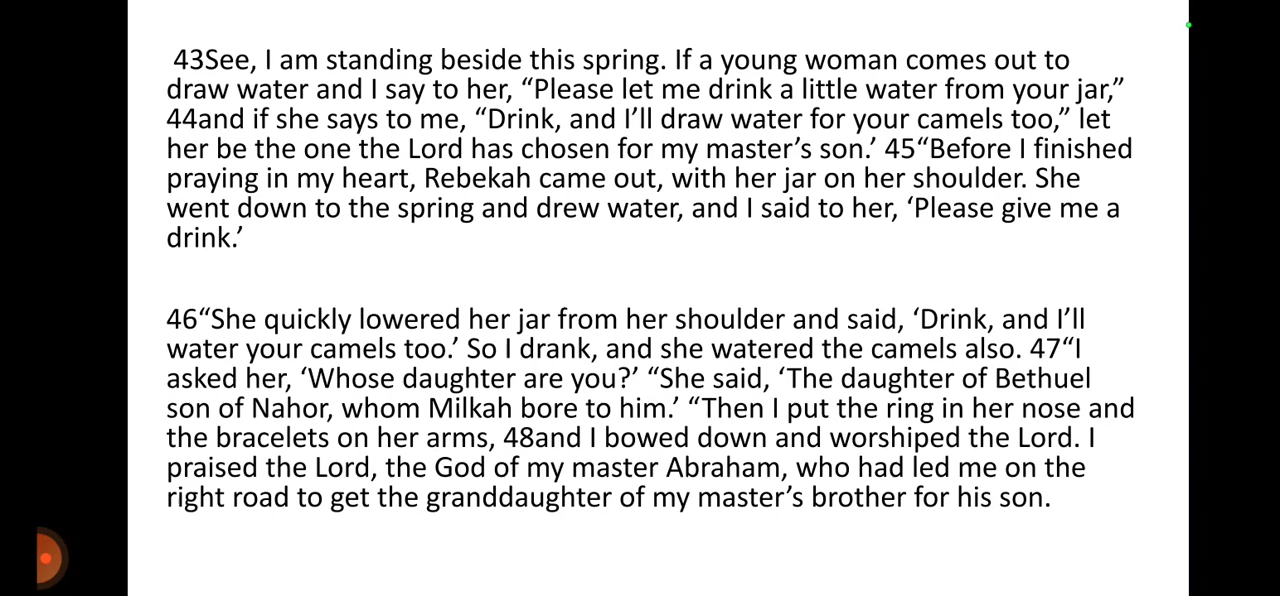 43See, I am standing beside this spring. If a young woman comes out to
draw water and I say to her, “Please let me drink a little water from your jar,”
44and if she says to me, “Drink, and I’ll draw water for your camels too,” let
her be the one the Lord has chosen for my master’s son.’ 45“Before I finished
praying in my heart, Rebekah came out, with her jar on her shoulder. She
went down to the spring and drew water, and I said to her, ‘Please give me a
drink.’
46“She quickly lowered her jar from her shoulder and said, ‘Drink, and I’ll
water your camels too.’ So I drank, and she watered the camels also. 47“I
asked her, ‘Whose daughter are you?’ “She said, ‘The daughter of Bethuel
son of Nahor, whom Milkah bore to him.’ “Then I put the ring in her nose and
the bracelets on her arms, 48and I bowed down and worshiped the Lord. I
praised the Lord, the God of my master Abraham, who had led me on the
right road to get the granddaughter of my master’s brother for his son.